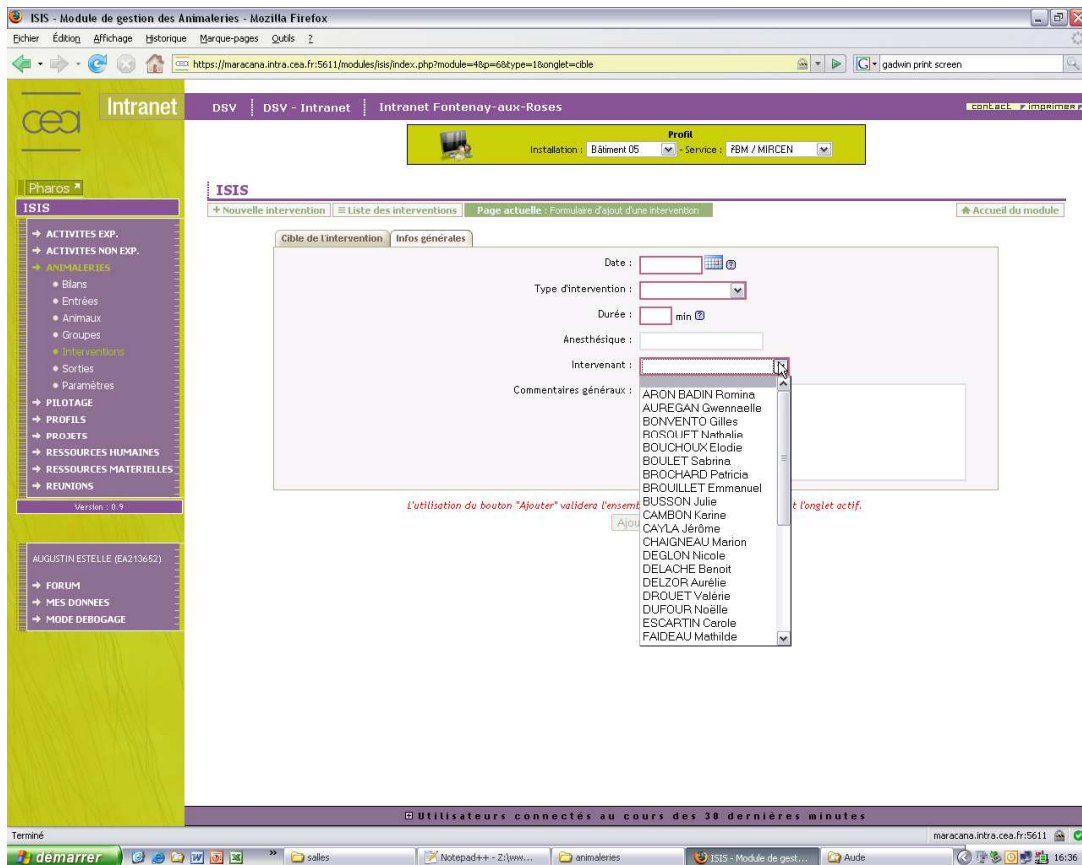 ISIS - Module de gestion des Animaleries - Mozilla Firefox
Fichier Édition Affichage Historique Marque-pages Outils ?
https://maracana.intra.cea.fr:5611/modules/isis/index.php?module=4&p=6&type=1&onglet=cible
gadwin print screen
cea Intranet DSV DSV - Intranet Intranet Fontenay-aux-Roses contact imprimer
Profil
Installation : Bâtiment 05 - Service : I²BM / MIRCEN
Pharos
ISIS
ISIS
+ Nouvelle intervention Liste des interventions Page actuelle : Formulaire d'ajout d'une intervention Accueil du module
ACTIVITES EXP.
ACTIVITES NON EXP.
ANIMALERIES
Bilans
Entrées
Animaux
Groupes
Interventions
Sorties
Paramètres
PILOTAGE
PROFILS
PROJETS
RESSOURCES HUMAINES
RESSOURCES MATERIELLES
REUNIONS
Version : 0.9
AUGUSTIN ESTELLE (EA213652)
FORUM
MES DONNEES
MODE DEBOGAGE
Cible de l'intervention Infos générales
Date : ?
Type d'intervention :
Durée : min ?
Anesthésique :
Intervenant :
Commentaires généraux :
ARON BADIN Romina
AUREGAN Gwennaelle
BONVENTO Gilles
BOSQUET Nathalie
BOUCHOUX Elodie
BOULET Sabrina
BROCHARD Patricia
BROUILLET Emmanuel
BUSSON Julie
CAMBON Karine
CAYLA Jérôme
CHAIGNEAU Marion
DEGLON Nicole
DELACHE Benoit
DELZOR Aurélie
DROUET Valérie
DUFOUR Noëlle
ESCARTIN Carole
FAIDEAU Mathilde
L'utilisation du bouton "Ajouter" validera l'ensemb t l'onglet actif.
Ajou
Utilisateurs connectés au cours des 30 dernières minutes
Terminé maracana.intra.cea.fr:5611
démarrer » salles Notepad++ - Z:\ww... animaleries ISIS - Module de gest... Aude 16:36